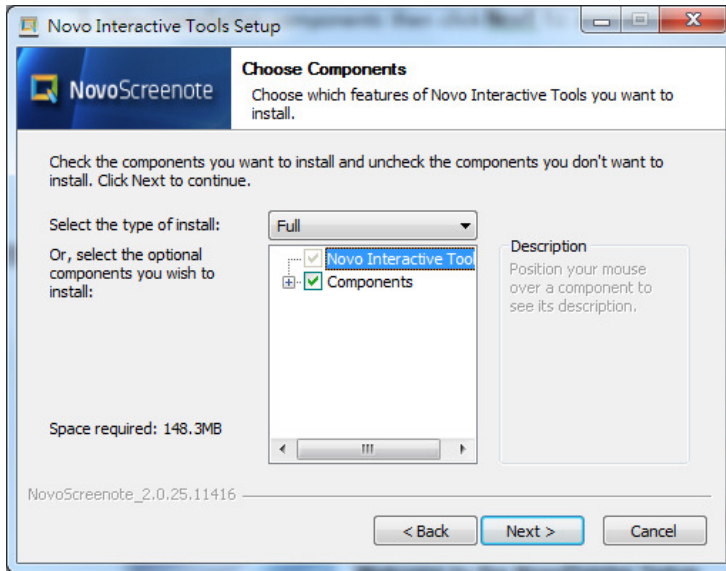 Novo Interactive Tools Setup
NovoScreenote
Choose Components
Choose which features of Novo Interactive Tools you want to
install.
Check the components you want to install and uncheck the components you don't want to
install. Click Next to continue.
Select the type of install:
Full
Or, select the optional
components you wish to
install:
Novo Interactive Tool
Components
Description
Position your mouse
over a component to
see its description.
Space required: 148.3MB
NovoScreenote_2.0.25.11416
< Back
Next >
Cancel